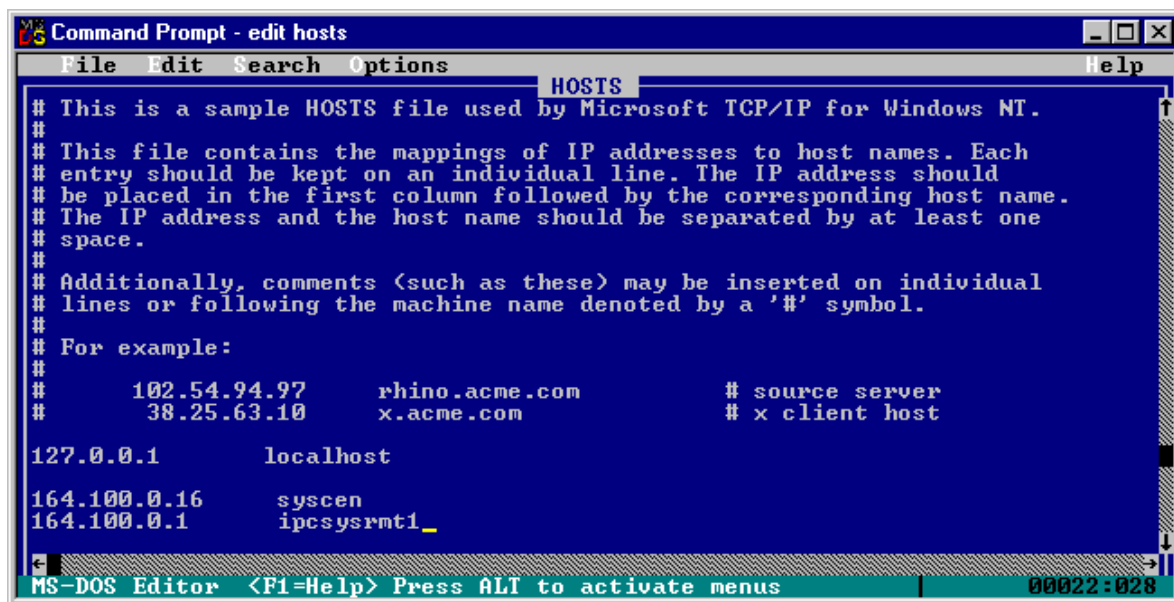 Command Prompt - edit hosts
File Edit Search Options Help
HOSTS
# This is a sample HOSTS file used by Microsoft TCP/IP for Windows NT.
#
# This file contains the mappings of IP addresses to host names. Each
# entry should be kept on an individual line. The IP address should
# be placed in the first column followed by the corresponding host name.
# The IP address and the host name should be separated by at least one
# space.
#
# Additionally, comments (such as these) may be inserted on individual
# lines or following the machine name denoted by a '#' symbol.
#
# For example:
#
# 102.54.94.97 rhino.acme.com # source server
# 38.25.63.10 x.acme.com # x client host
127.0.0.1 localhost
164.100.0.16 syscen
164.100.0.1 ipcsysrmt1_
MS-DOS Editor <F1=Help> Press ALT to activate menus 00022:028